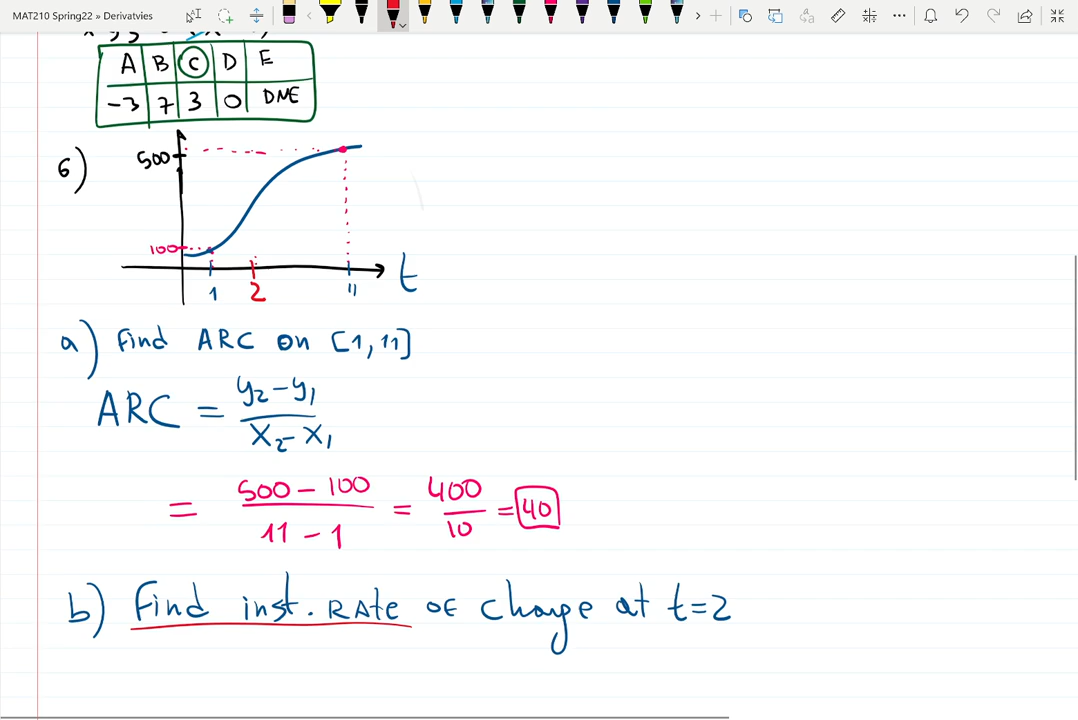 MAT210 Spring22 » Derivatvies
A B C D E
-3 7 3 0 DNE
6)
500
100
1 2 11 t
a) Find ARC on [1, 11]
ARC = y₂-y₁ / x₂-x₁
= 500-100 / 11-1 = 400 / 10 = 40
b) Find inst. RATE OF Change at t=2